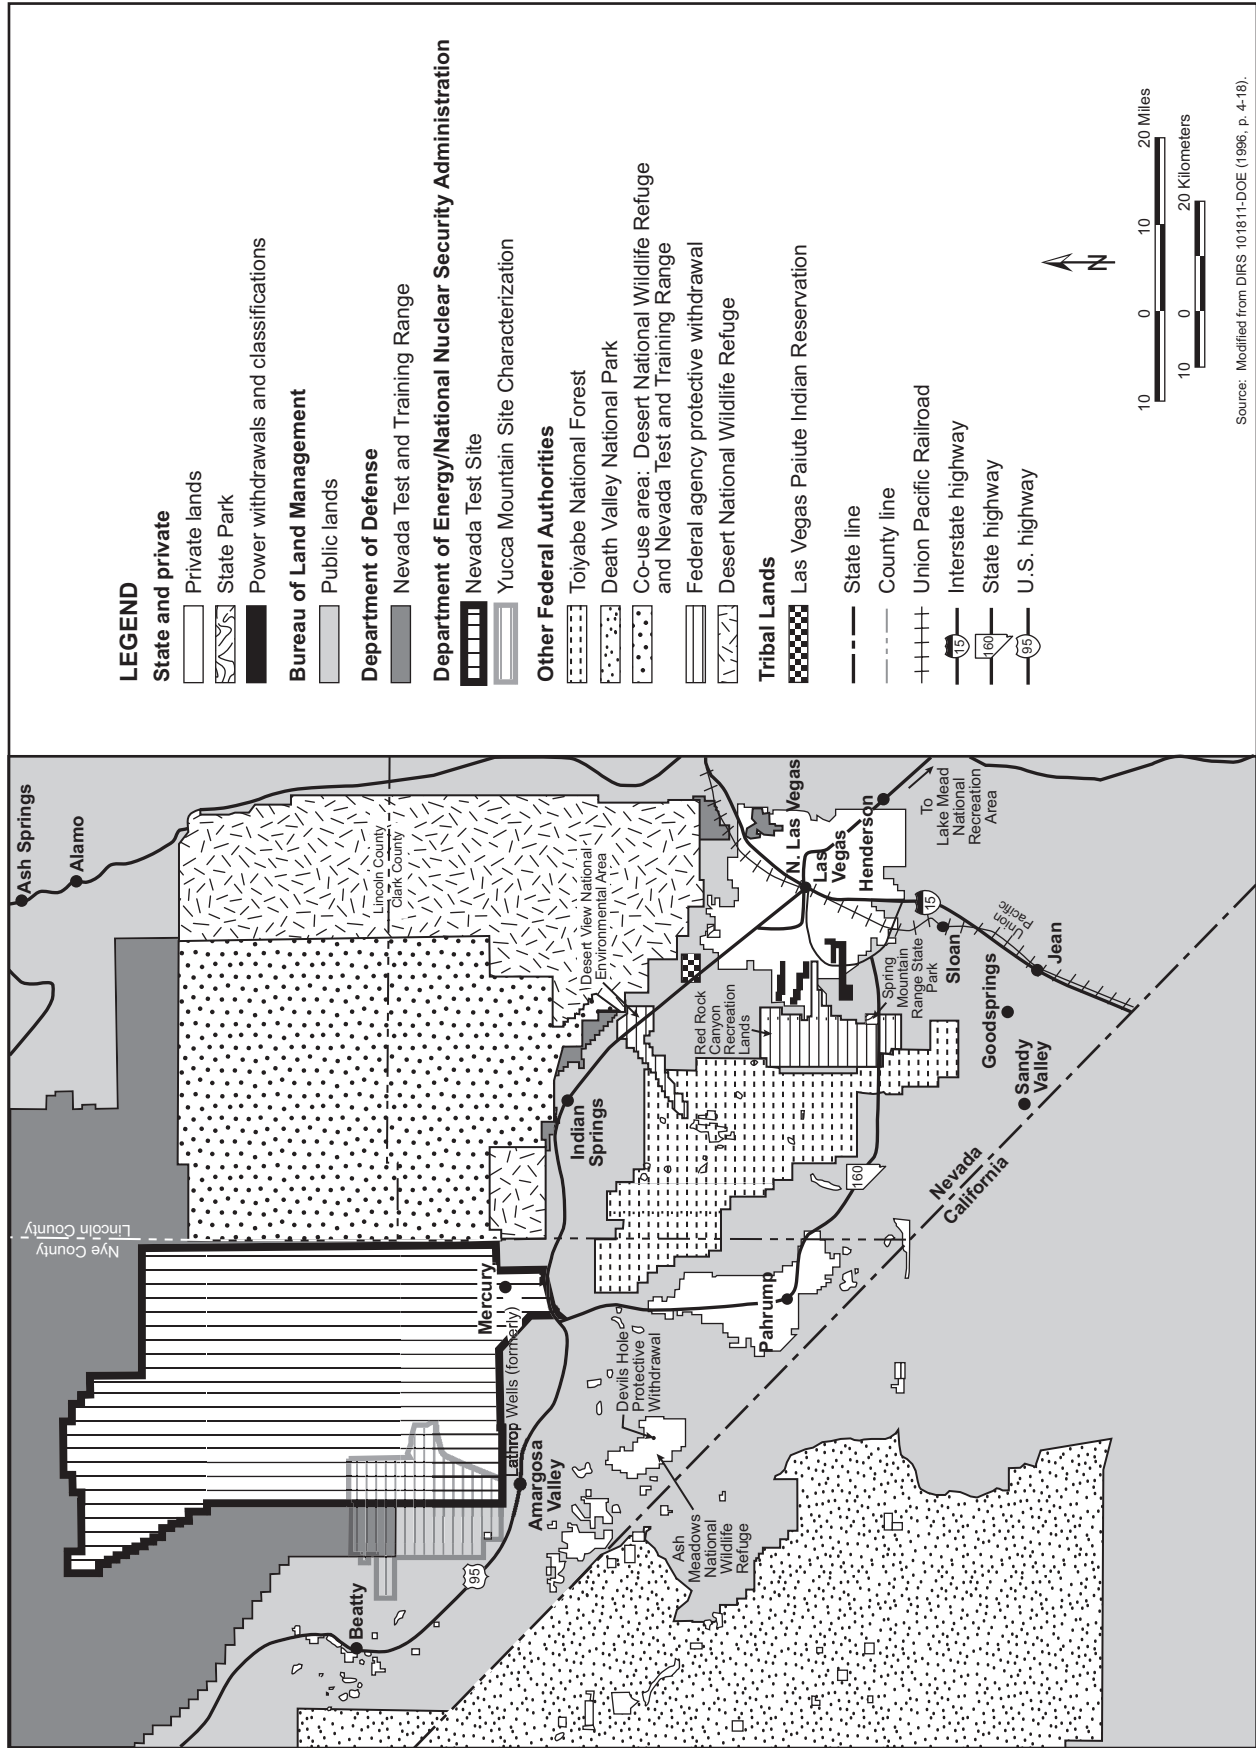 Ash Springs
Alamo
Lincoln County
Clark County
Nye County
Lincoln County
Desert View National
Environmental Area
N. Las Vegas
Las
Vegas
Henderson
To
Lake Mead
National
Recreation
Area
15
Union
Pacific
Sloan
Jean
Goodsprings
Sandy
Valley
Spring
Mountain
Range State
Park
Red Rock
Canyon
Recreation
Lands
Indian
Springs
160
Nevada
California
Mercury
Pahrump
Lathrop Wells (formerly)
Amargosa
Valley
Devils Hole
Protective
Withdrawal
Ash
Meadows
National
Wildlife
Refuge
95
Beatty
LEGEND
State and private
Private lands
State Park
Power withdrawals and classifications
Bureau of Land Management
Public lands
Department of Defense
Nevada Test and Training Range
Department of Energy/National Nuclear Security Administration
Nevada Test Site
Yucca Mountain Site Characterization
Other Federal Authorities
Toiyabe National Forest
Death Valley National Park
Co-use area: Desert National Wildlife Refuge
and Nevada Test and Training Range
Federal agency protective withdrawal
Desert National Wildlife Refuge
Tribal Lands
Las Vegas Paiute Indian Reservation
State line
County line
Union Pacific Railroad
15 Interstate highway
160 State highway
95 U.S. highway
N
10 0 10 20 Miles
10 0 20 Kilometers
Source: Modified from DIRS 101811-DOE (1996, p. 4-18).